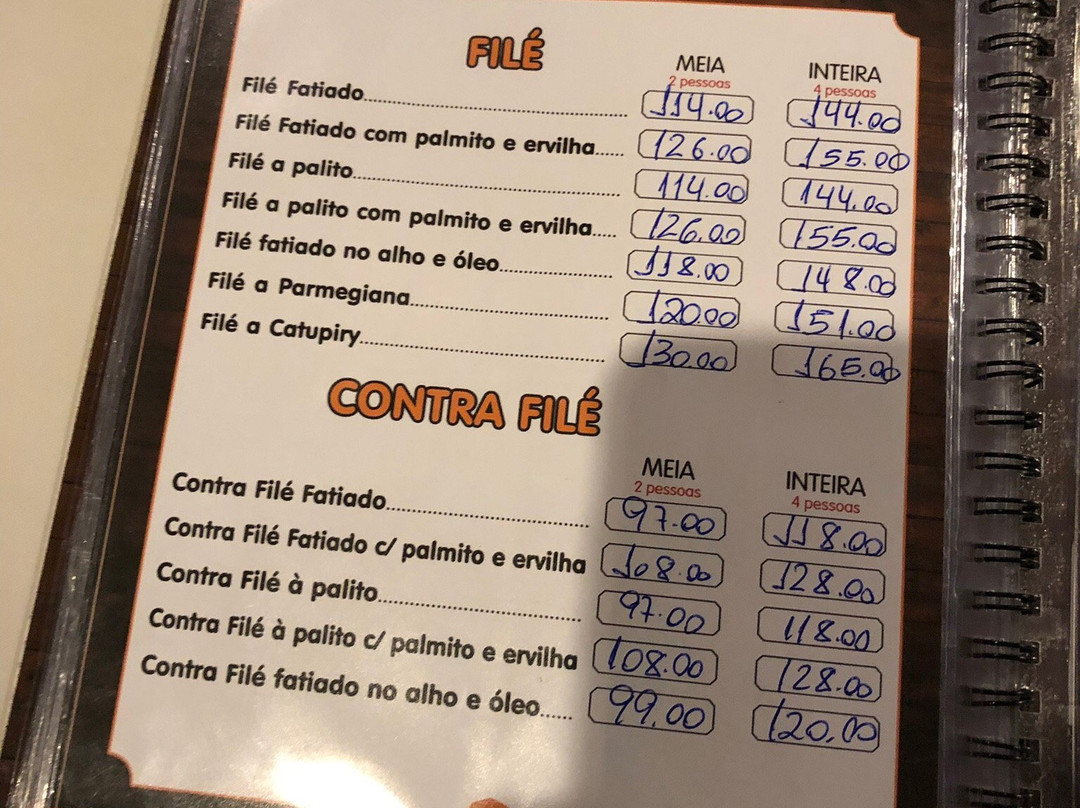 FILÉ MEIA INTEIRA
2 pessoas 4 pessoas
Filé Fatiado.......... 114.00 144.00
Filé Fatiado com palmito e ervilha...... 126.00 155.00
Filé a palito.......... 114.00 144.00
Filé a palito com palmito e ervilha..... 126.00 155.00
Filé fatiado no alho e óleo.......... 118.00 148.00
Filé a Parmegiana.......... 120.00 151.00
Filé a Catupiry.......... 130.00 165.00
CONTRA FILÉ
MEIA INTEIRA
2 pessoas 4 pessoas
Contra Filé Fatiado.......... 97.00 118.00
Contra Filé Fatiado c/ palmito e ervilha 108.00 128.00
Contra Filé à palito.......... 97.00 118.00
Contra Filé à palito c/ palmito e ervilha 108.00 128.00
Contra Filé fatiado no alho e óleo...... 99.00 120.00